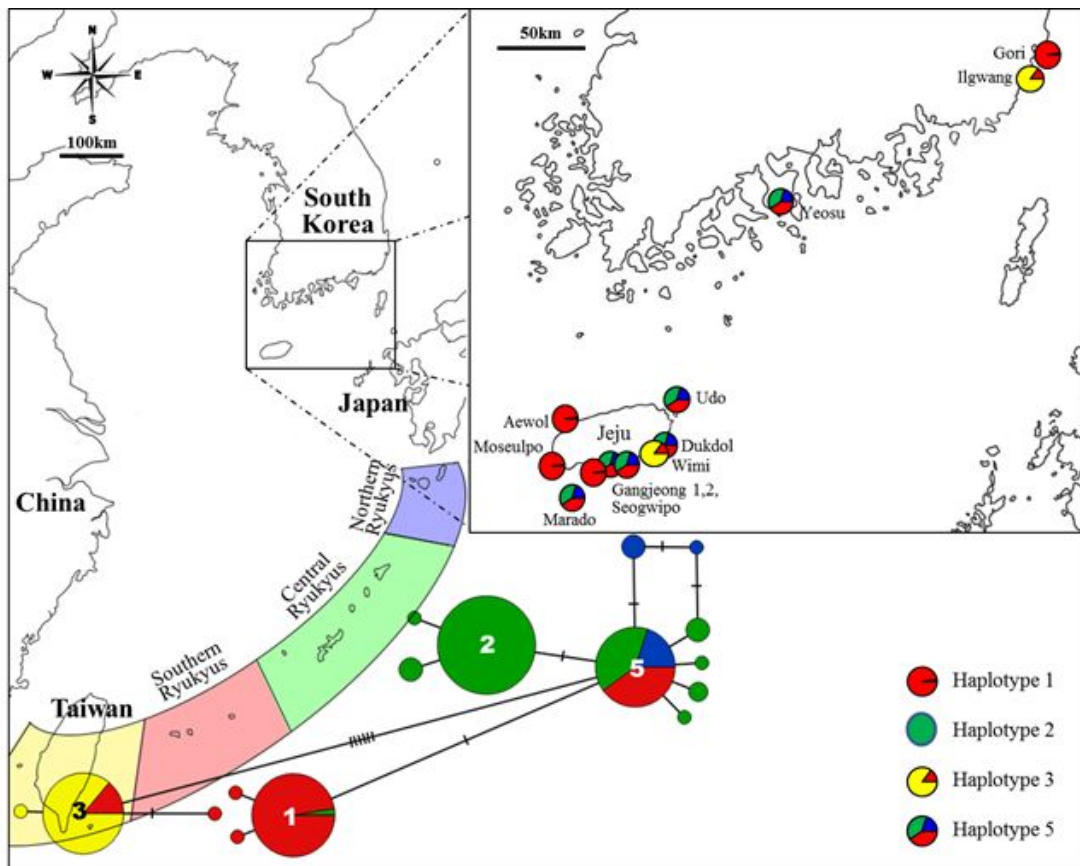 N
W E
S
100km
South
Korea
Japan
China
Northern
Ryukyus
Central
Ryukyus
Southern
Ryukyus
Taiwan
50km
Gori
Ilgwang
Yeosu
Udo
Aewol
Jeju
Moseulpo
Dukdol
Wimi
Gangjeong 1,2,
Seogwipo
Marado
2
5
3
1
Haplotype 1
Haplotype 2
Haplotype 3
Haplotype 5